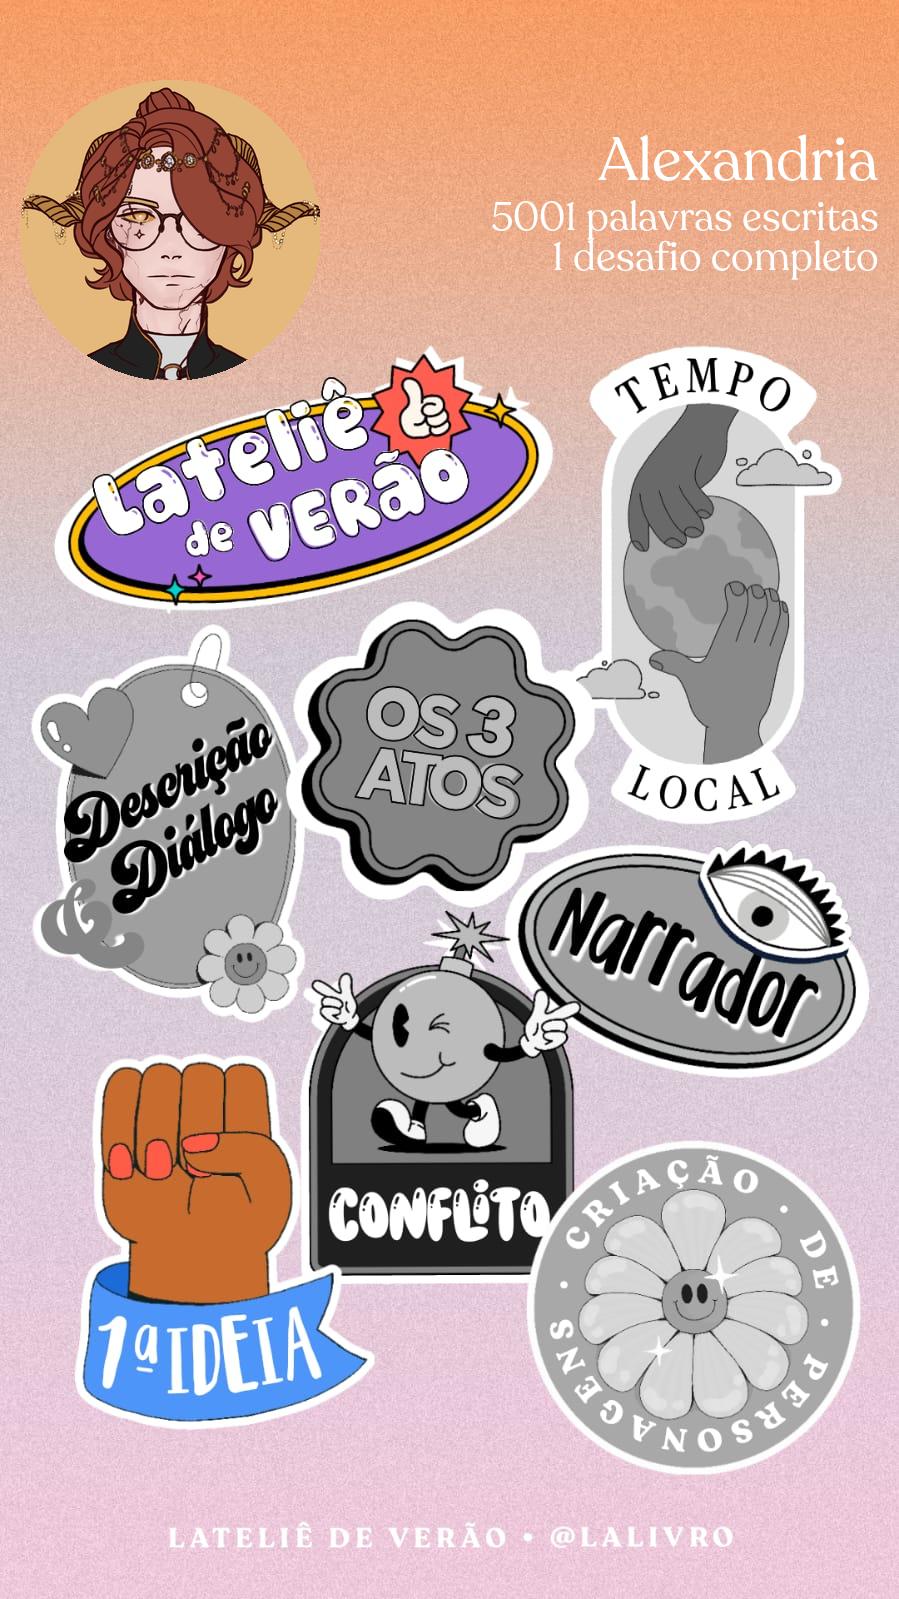 Alexandria
5001 palavras escritas
1 desafio completo
Lateliê
de VERÃO
TEMPO
LOCAL
OS 3
ATOS
Descrição
Diálogo
&
Narrador
CONFLITO
1ª IDEIA
CRIAÇÃO · DE · PERSONAGENS ·
LATELIÊ DE VERÃO • @LALIVRO